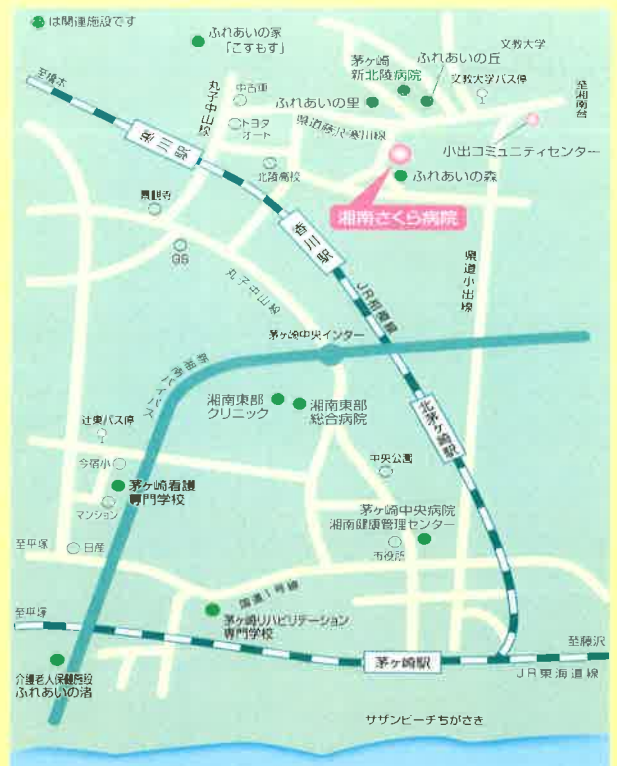 は関連施設です
ふれあいの家
「こすもす」
文教大学
茅ヶ崎
新北陵病院
ふれあいの丘
文教大学バス停
至橋本
丸子中山線
中古車
ふれあいの里
至湘南台
トヨタ
オート
県道藤沢・寒川線
小出コミュニティセンター
寒川駅
北陵高校
ふれあいの森
湘南さくら病院
香川駅
GS
県道小出線
丸子中山線
JR相模線
茅ヶ崎中央インター
新湘南バイパス
湘南東部
クリニック
湘南東部
総合病院
北茅ヶ崎駅
辻東バス停
今宿小
中央公園
茅ヶ崎看護
専門学校
マンション
茅ヶ崎中央病院
湘南健康管理センター
至平塚
日産
市役所
国道1号線
至平塚
茅ヶ崎リハビリテーション
専門学校
至藤沢
茅ヶ崎駅
JR東海道線
介護老人保健施設
ふれあいの渚
サザンビーチちがさき